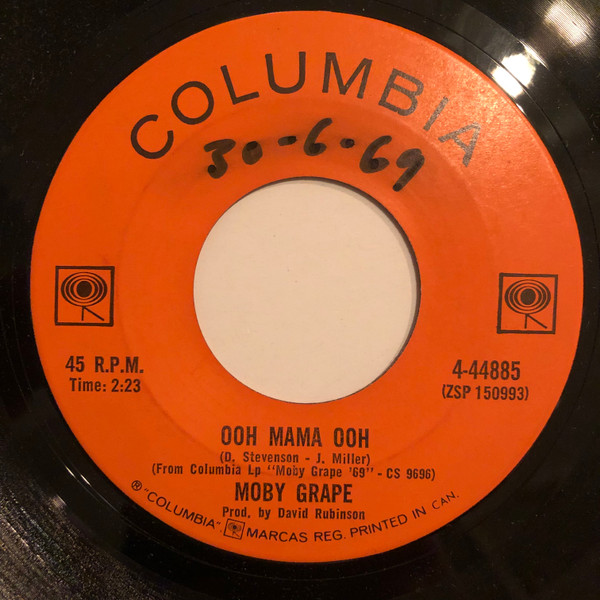 COLUMBIA
30-6-69
45 R.P.M.
Time: 2:23
4-44885
(ZSP 150993)
OOH MAMA OOH
(D. Stevenson - J. Miller)
(From Columbia Lp "Moby Grape '69" - CS 9696)
MOBY GRAPE
Prod. by David Rubinson
® "COLUMBIA". MARCAS REG. PRINTED IN CAN.